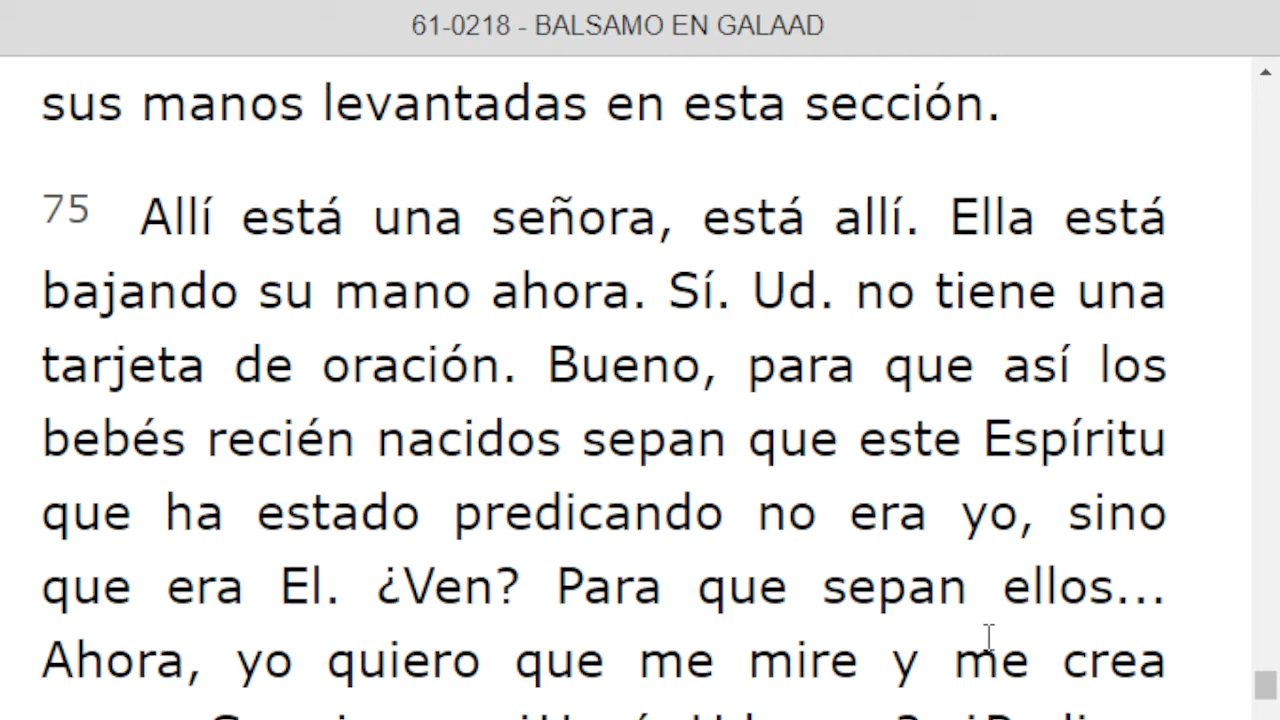 61-0218 - BALSAMO EN GALAAD
sus manos levantadas en esta sección.
75 Allí está una señora, está allí. Ella está
bajando su mano ahora. Sí. Ud. no tiene una
tarjeta de oración. Bueno, para que así los
bebés recién nacidos sepan que este Espíritu
que ha estado predicando no era yo, sino
que era El. ¿Ven? Para que sepan ellos...
Ahora, yo quiero que me mire y me crea